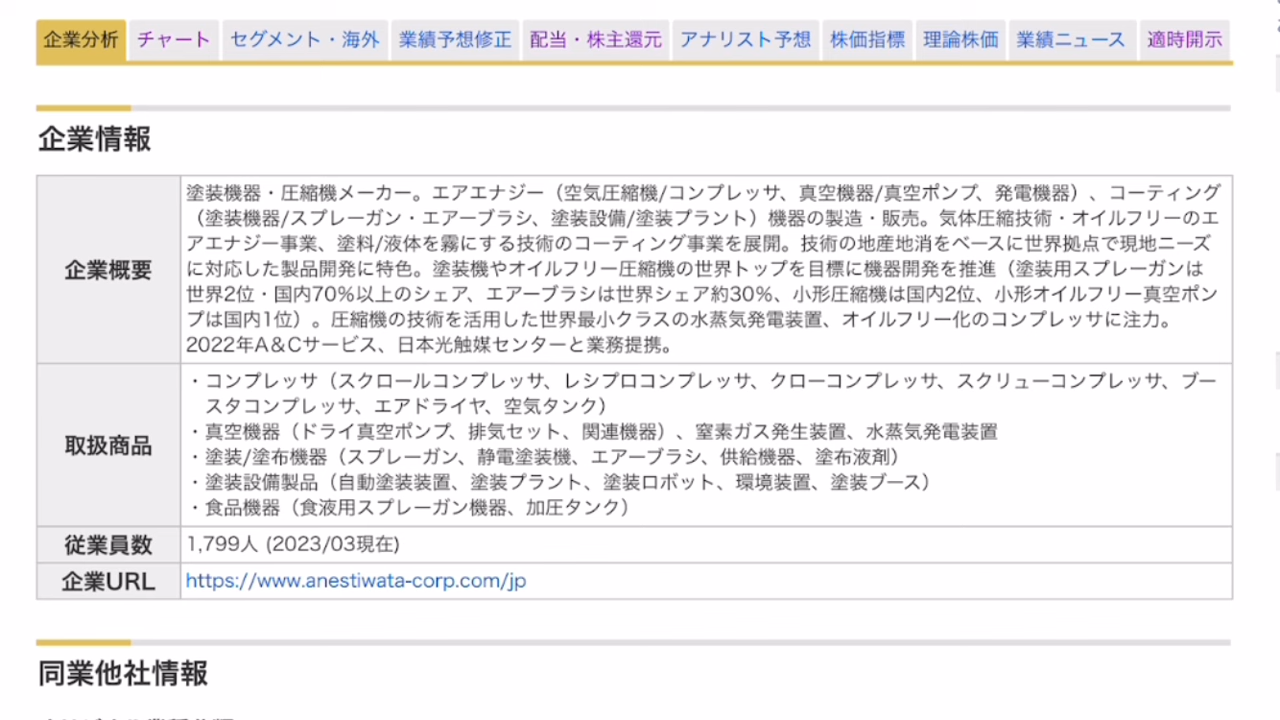 企業分析 チャート セグメント・海外 業績予想修正 配当・株主還元 アナリスト予想 株価指標 理論株価 業績ニュース 適時開示
企業情報
企業概要
塗装機器・圧縮機メーカー。エアエナジー（空気圧縮機/コンプレッサ、真空機器/真空ポンプ、発電機器）、コーティング
（塗装機器/スプレーガン・エアーブラシ、塗装設備/塗装プラント）機器の製造・販売。気体圧縮技術・オイルフリーのエ
アエナジー事業、塗料/液体を霧にする技術のコーティング事業を展開。技術の地産地消をベースに世界拠点で現地ニーズ
に対応した製品開発に特色。塗装機やオイルフリー圧縮機の世界トップを目標に機器開発を推進（塗装用スプレーガンは
世界2位・国内70%以上のシェア、エアーブラシは世界シェア約30%、小形圧縮機は国内2位、小形オイルフリー真空ポン
プは国内1位）。圧縮機の技術を活用した世界最小クラスの水蒸気発電装置、オイルフリー化のコンプレッサに注力。
2022年A＆Cサービス、日本光触媒センターと業務提携。
取扱商品
・コンプレッサ（スクロールコンプレッサ、レシプロコンプレッサ、クローコンプレッサ、スクリューコンプレッサ、ブー
スタコンプレッサ、エアドライヤ、空気タンク）
・真空機器（ドライ真空ポンプ、排気セット、関連機器）、窒素ガス発生装置、水蒸気発電装置
・塗装/塗布機器（スプレーガン、静電塗装機、エアーブラシ、供給機器、塗布液剤）
・塗装設備製品（自動塗装装置、塗装プラント、塗装ロボット、環境装置、塗装ブース）
・食品機器（食液用スプレーガン機器、加圧タンク）
従業員数 1,799人 (2023/03現在)
企業URL https://www.anestiwata-corp.com/jp
同業他社情報